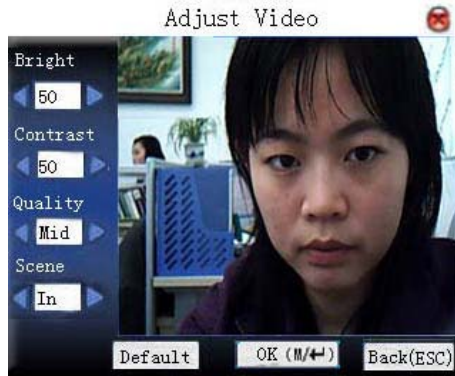 Adjust Video
Bright
50
Contrast
50
Quality
Mid
Scene
In
Default OK (M/↵) Back(ESC)